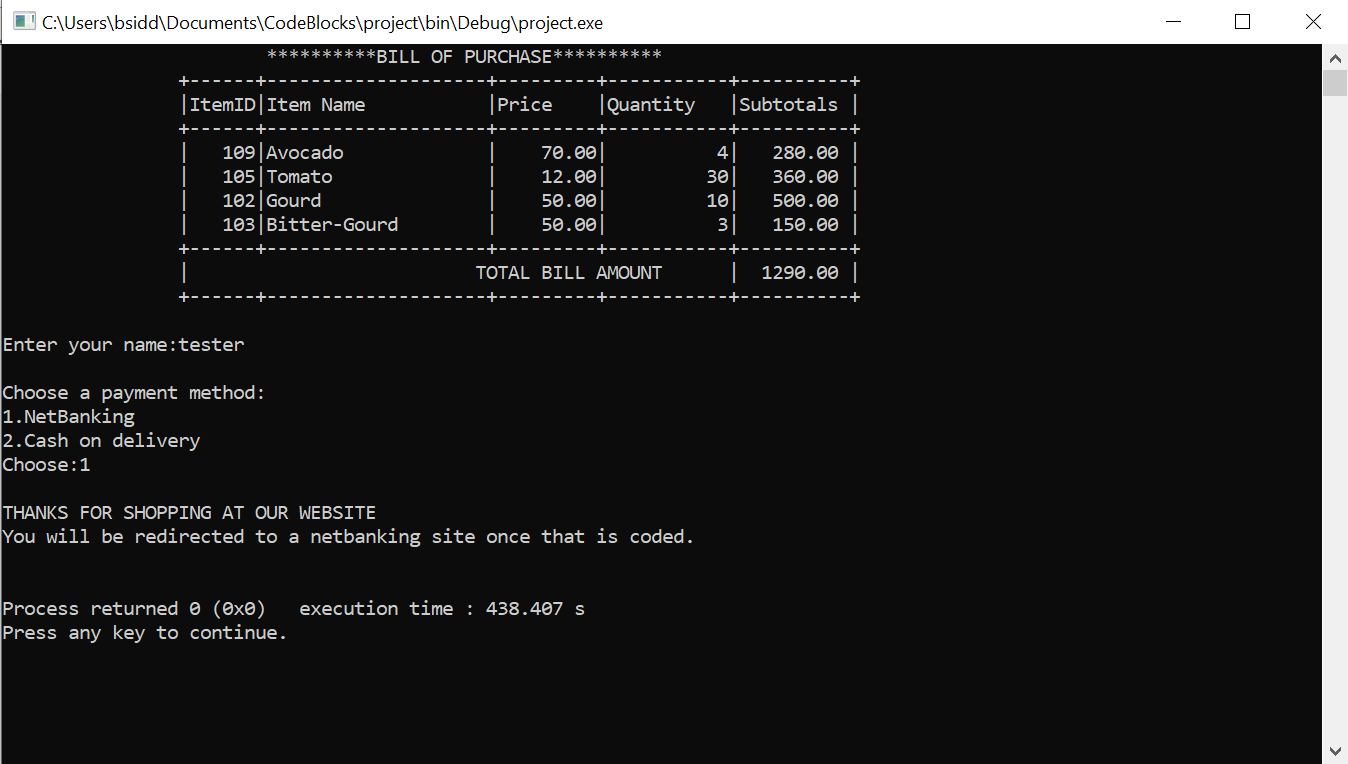 C:\Users\bsidd\Documents\CodeBlocks\project\bin\Debug\project.exe
**********BILL OF PURCHASE**********
+------+--------------------+---------+-----------+----------+
|ItemID|Item Name           |Price    |Quantity   |Subtotals |
+------+--------------------+---------+-----------+----------+
|   109|Avocado             |    70.00|          4|   280.00 |
|   105|Tomato              |    12.00|         30|   360.00 |
|   102|Gourd               |    50.00|         10|   500.00 |
|   103|Bitter-Gourd        |    50.00|          3|   150.00 |
+------+--------------------+---------+-----------+----------+
|                          TOTAL BILL AMOUNT      |  1290.00 |
+------+--------------------+---------+-----------+----------+
Enter your name:tester
Choose a payment method:
1.NetBanking
2.Cash on delivery
Choose:1
THANKS FOR SHOPPING AT OUR WEBSITE
You will be redirected to a netbanking site once that is coded.
Process returned 0 (0x0)   execution time : 438.407 s
Press any key to continue.